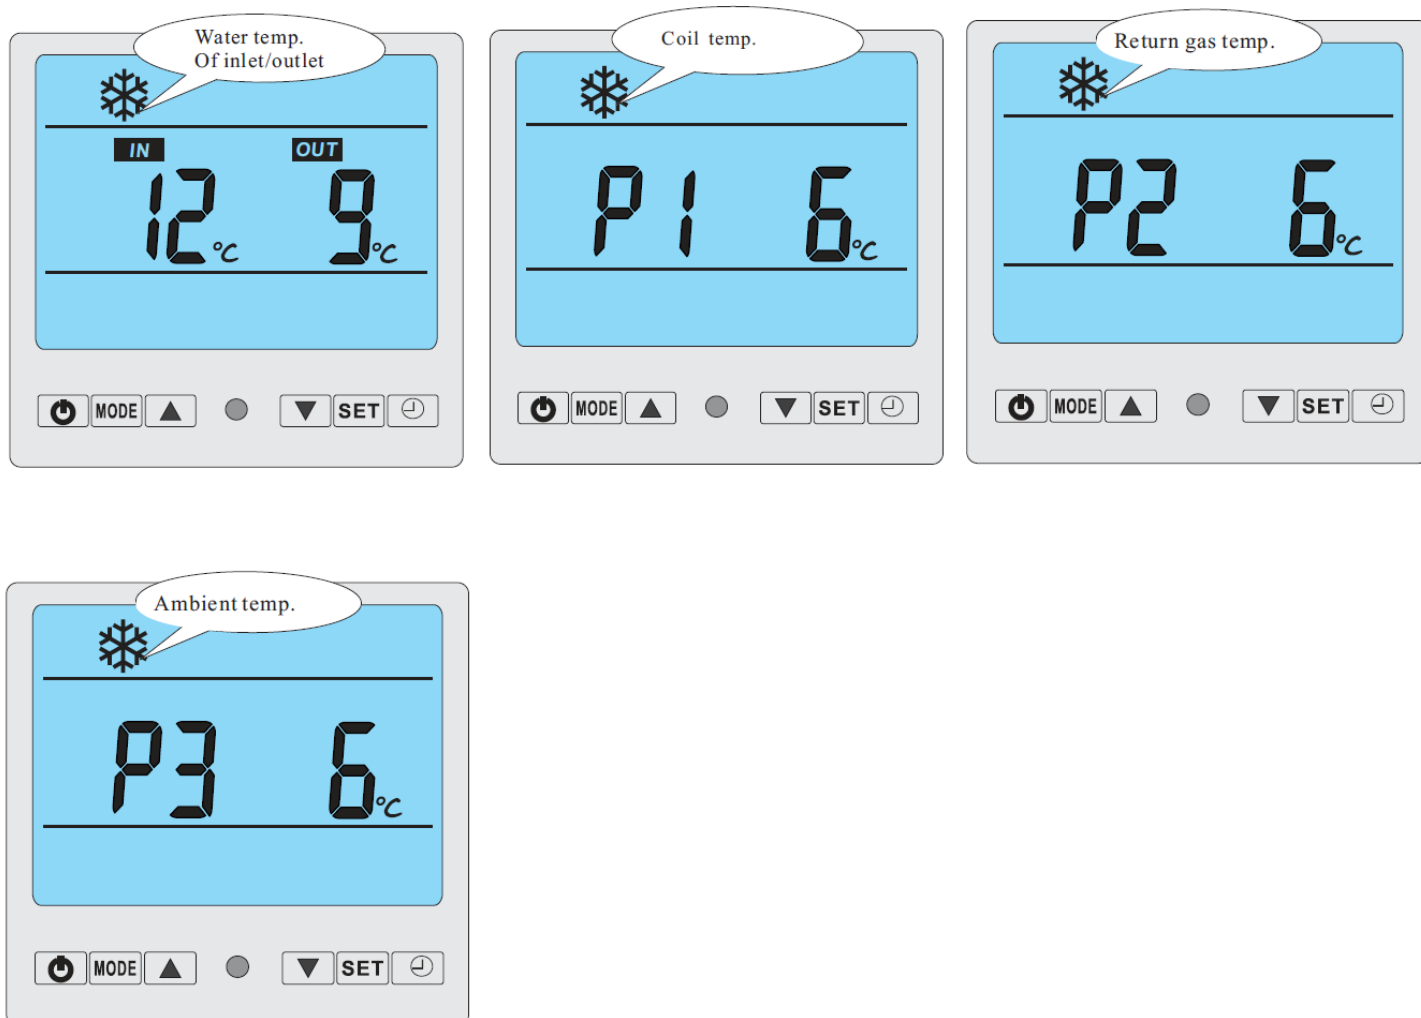 Water temp.
Of inlet/outlet
IN OUT
12°C 9°C
MODE SET
Coil temp.
P1 6°C
MODE SET
Return gas temp.
P2 6°C
MODE SET
Ambient temp.
P3 6°C
MODE SET